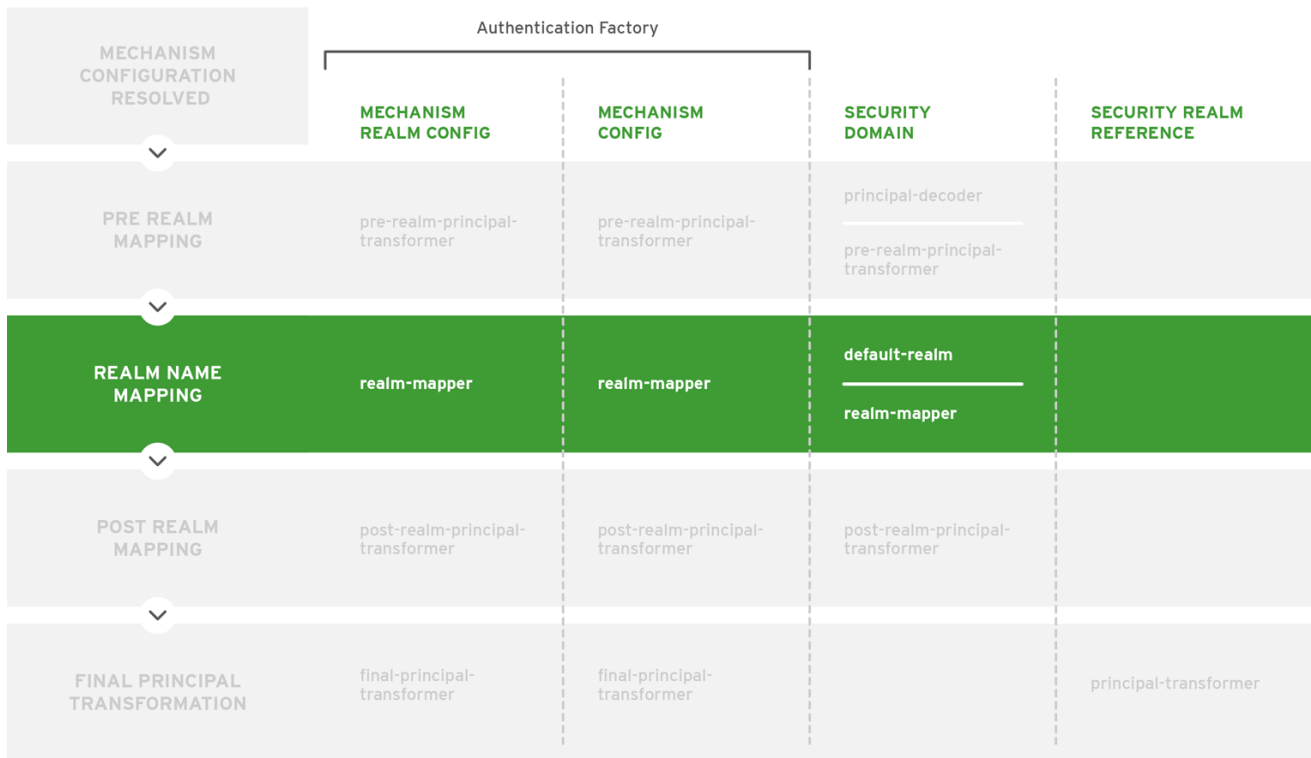 Authentication Factory
MECHANISM
CONFIGURATION
RESOLVED
MECHANISM
REALM CONFIG
MECHANISM
CONFIG
SECURITY
DOMAIN
SECURITY REALM
REFERENCE
PRE REALM
MAPPING
pre-realm-principal-
transformer
pre-realm-principal-
transformer
principal-decoder
pre-realm-principal-
transformer
REALM NAME
MAPPING
realm-mapper
realm-mapper
default-realm
realm-mapper
POST REALM
MAPPING
post-realm-principal-
transformer
post-realm-principal-
transformer
post-realm-principal-
transformer
FINAL PRINCIPAL
TRANSFORMATION
final-principal-
transformer
final-principal-
transformer
principal-transformer